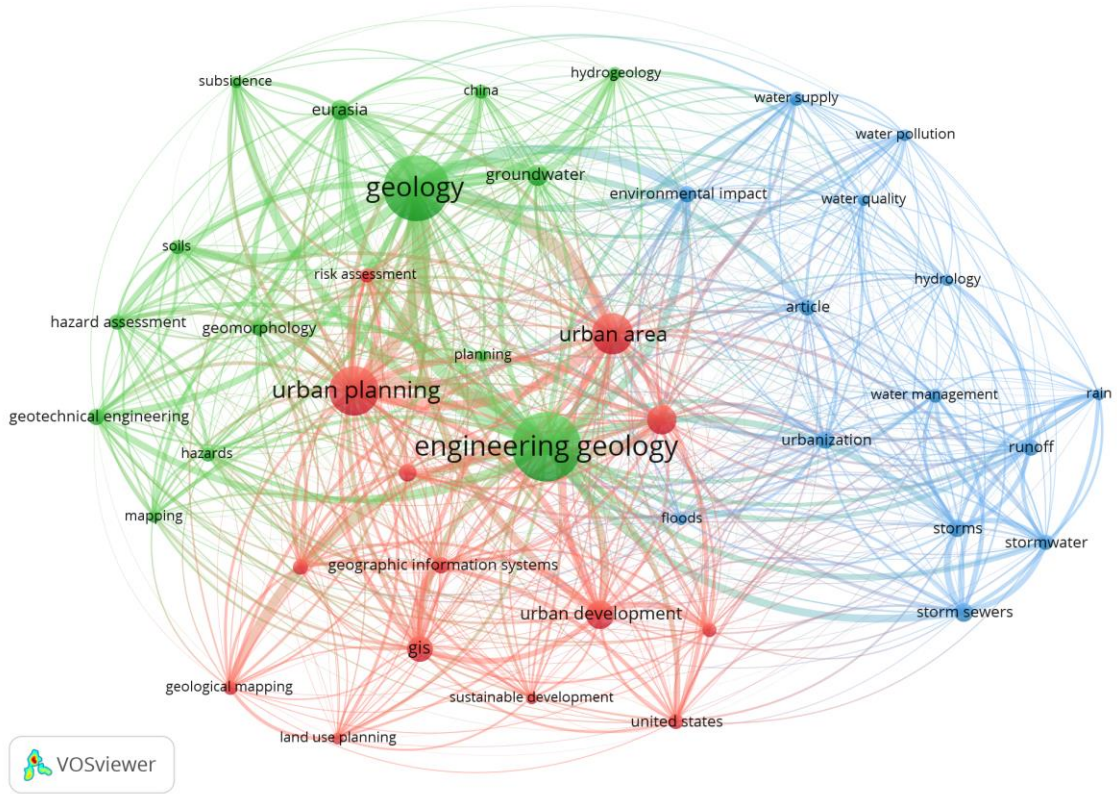 subsidence
hydrogeology
china
eurasia
water supply
water pollution
groundwater
geology
environmental impact
water quality
soils
risk assessment
hydrology
article
hazard assessment
geomorphology
urban area
planning
urban planning
water management
rain
geotechnical engineering
engineering geology
urbanization
runoff
hazards
mapping
floods
storms
stormwater
geographic information systems
urban development
storm sewers
gis
geological mapping
sustainable development
united states
land use planning
VOSviewer